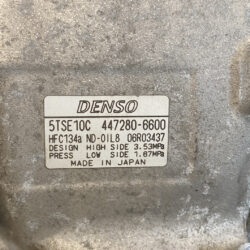 DENSO
5TSE10C 447280-6600
HFC134a ND-OIL8 06R03437
DESIGN HIGH SIDE 3.53MPa
PRESS LOW SIDE 1.67MPa
MADE IN JAPAN